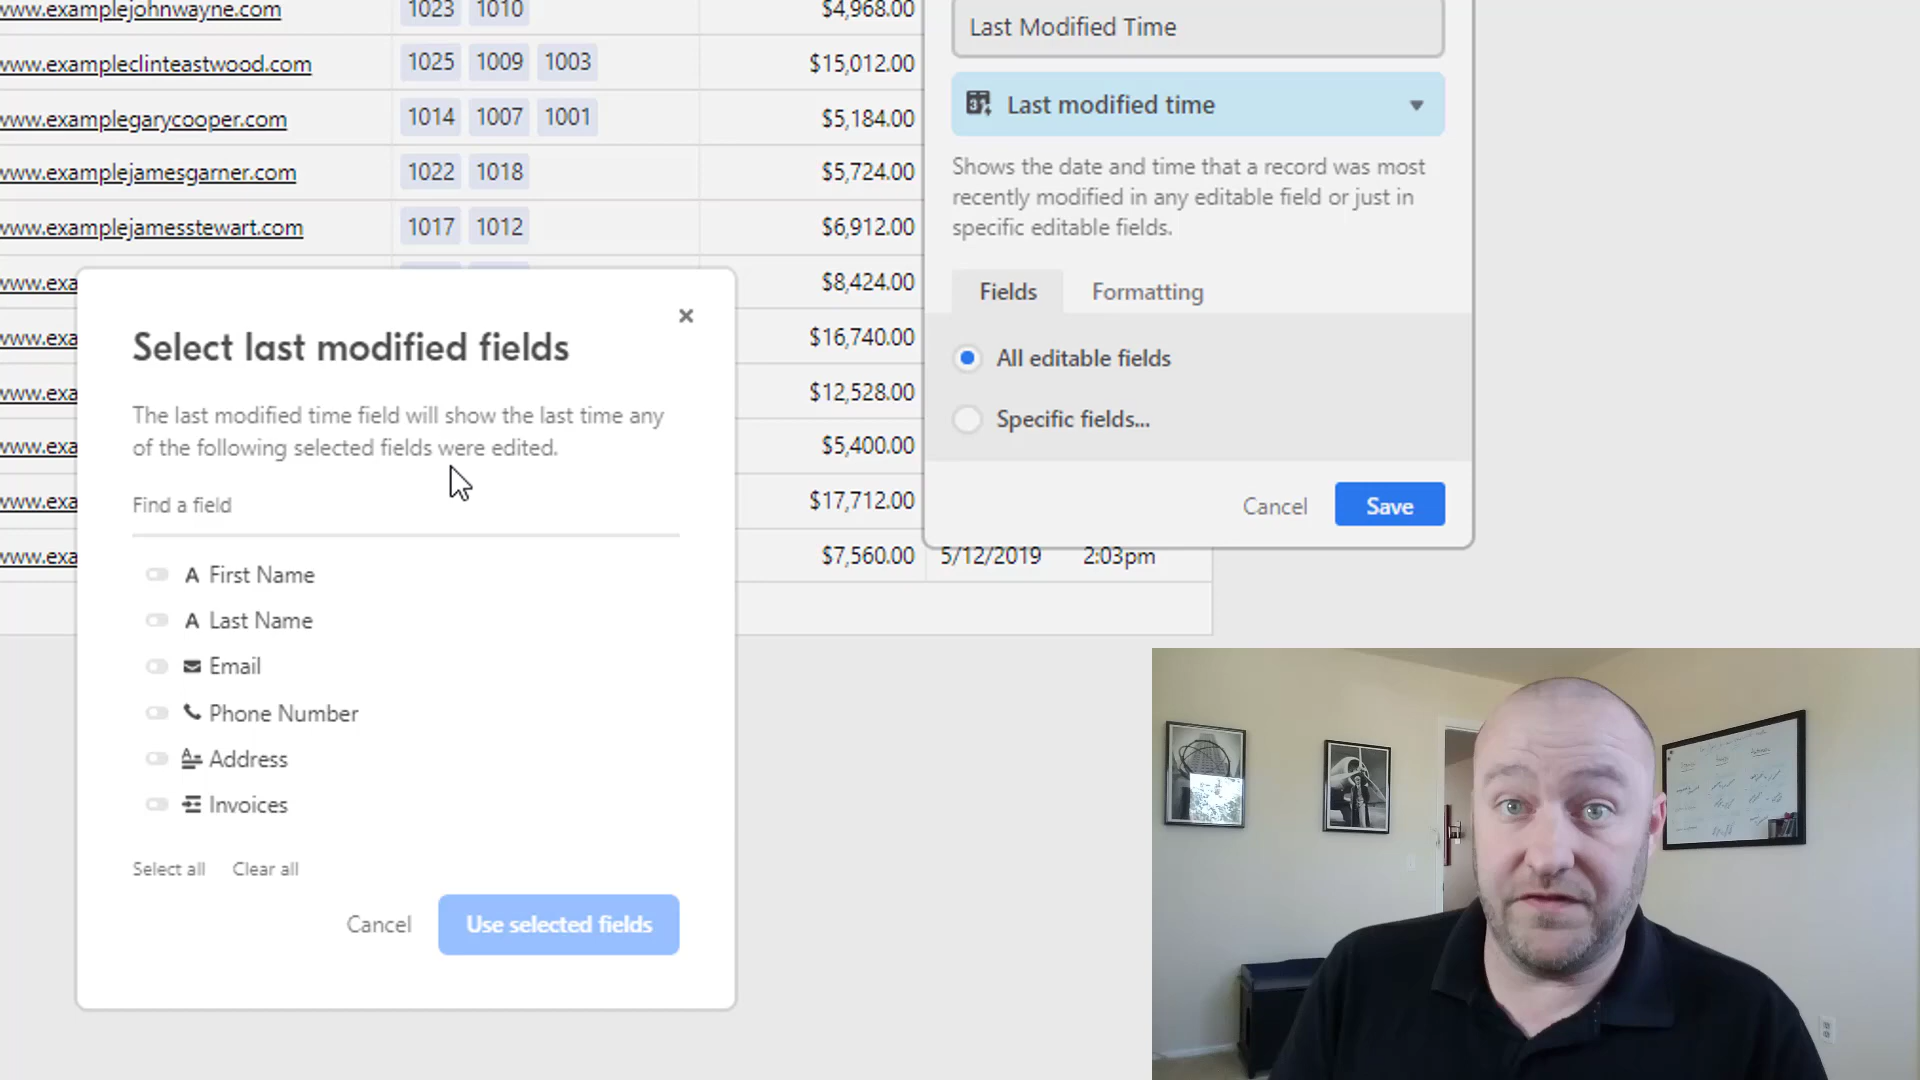 www.examplejohnwayne.com 1023 1010 $4,968.00
www.exampleclinteastwood.com 1025 1009 1003 $15,012.00
www.examplegarycooper.com 1014 1007 1001 $5,184.00
www.examplejamesgarner.com 1022 1018 $5,724.00
www.examplejamesstewart.com 1017 1012 $6,912.00
www.exa $8,424.00
www.exa $16,740.00
www.exa $12,528.00
www.exa $5,400.00
www.exa $17,712.00
www.exa $7,560.00 5/12/2019 2:03pm
Last Modified Time
Last modified time
Shows the date and time that a record was most
recently modified in any editable field or just in
specific editable fields.
Fields Formatting
All editable fields
Specific fields...
Cancel Save
Select last modified fields
The last modified time field will show the last time any
of the following selected fields were edited.
Find a field
First Name
Last Name
Email
Phone Number
Address
Invoices
Select all Clear all
Cancel Use selected fields